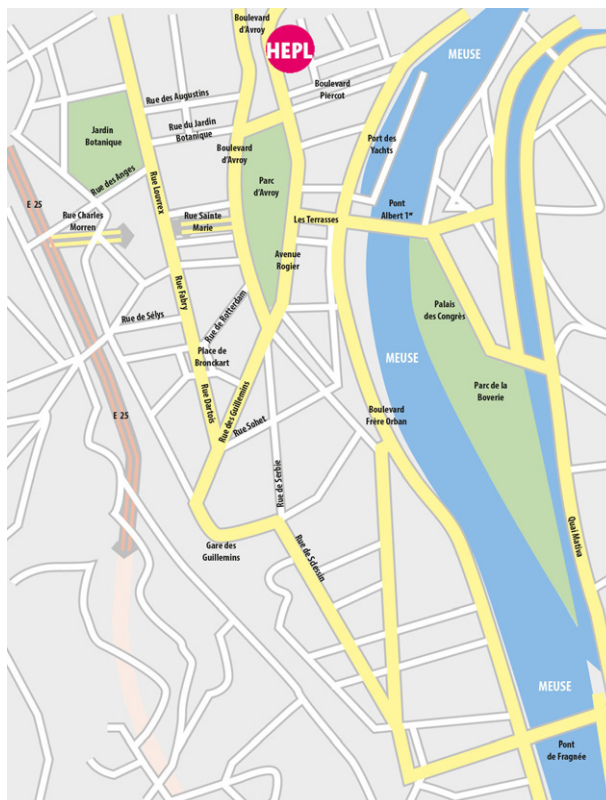 Boulevard
d'Avroy
HEPL
MEUSE
Boulevard
Piercot
Rue des Augustins
Rue du Jardin
Botanique
Jardin
Botanique
Boulevard
d'Avroy
Port des
Yachts
Rue des Anges
Rue Louvrex
Parc
d'Avroy
E 25
Rue Charles
Morren
Rue Sainte
Marie
Les Terrasses
Pont
Albert 1er
Avenue
Rogier
Rue Fabry
Rue de Rotterdam
Palais
des Congrès
Rue de Sélys
Place de
Bronckart
MEUSE
Parc de la
Boverie
Rue Dartois
Rue des Guillemins
E 25
Rue Sohet
Boulevard
Frère Orban
Rue de Serbie
Quai Mativa
Gare des
Guillemins
Rue de Scléssin
MEUSE
Pont
de Fragnée